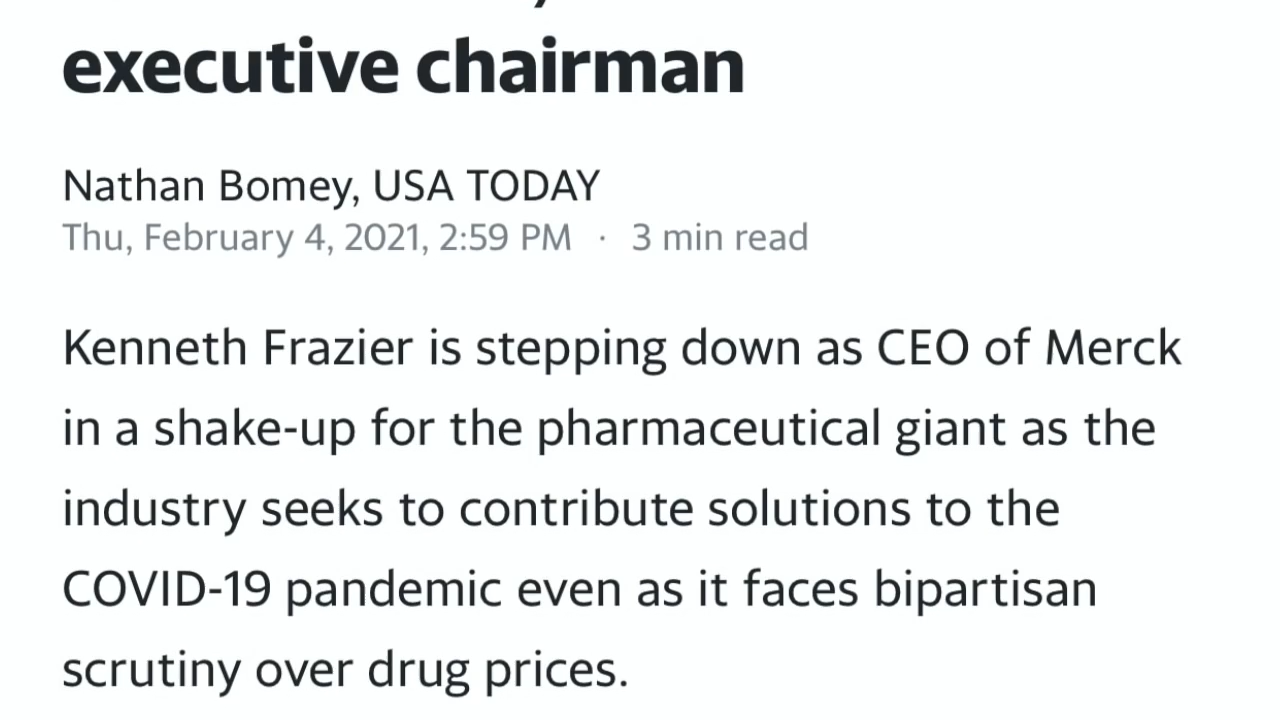 executive chairman
Nathan Bomey, USA TODAY
Thu, February 4, 2021, 2:59 PM · 3 min read
Kenneth Frazier is stepping down as CEO of Merck
in a shake-up for the pharmaceutical giant as the
industry seeks to contribute solutions to the
COVID-19 pandemic even as it faces bipartisan
scrutiny over drug prices.